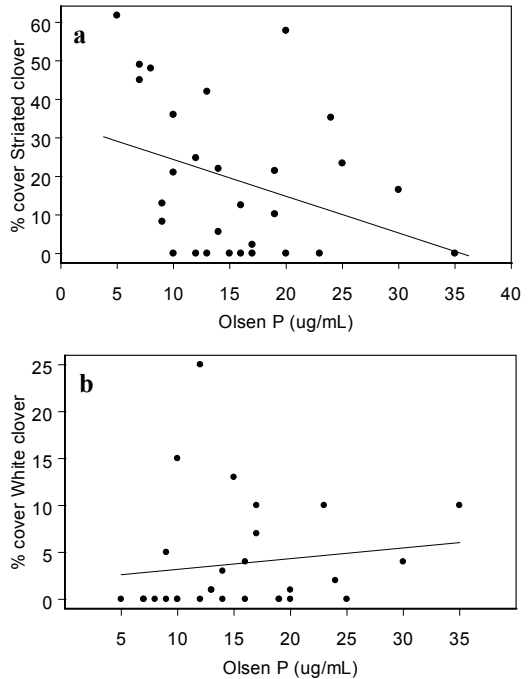 a
% cover Striated clover
60
50
40
30
20
10
0
0 5 10 15 20 25 30 35 40
Olsen P (ug/mL)
b
% cover White clover
25
20
15
10
5
0
5 10 15 20 25 30 35
Olsen P (ug/mL)